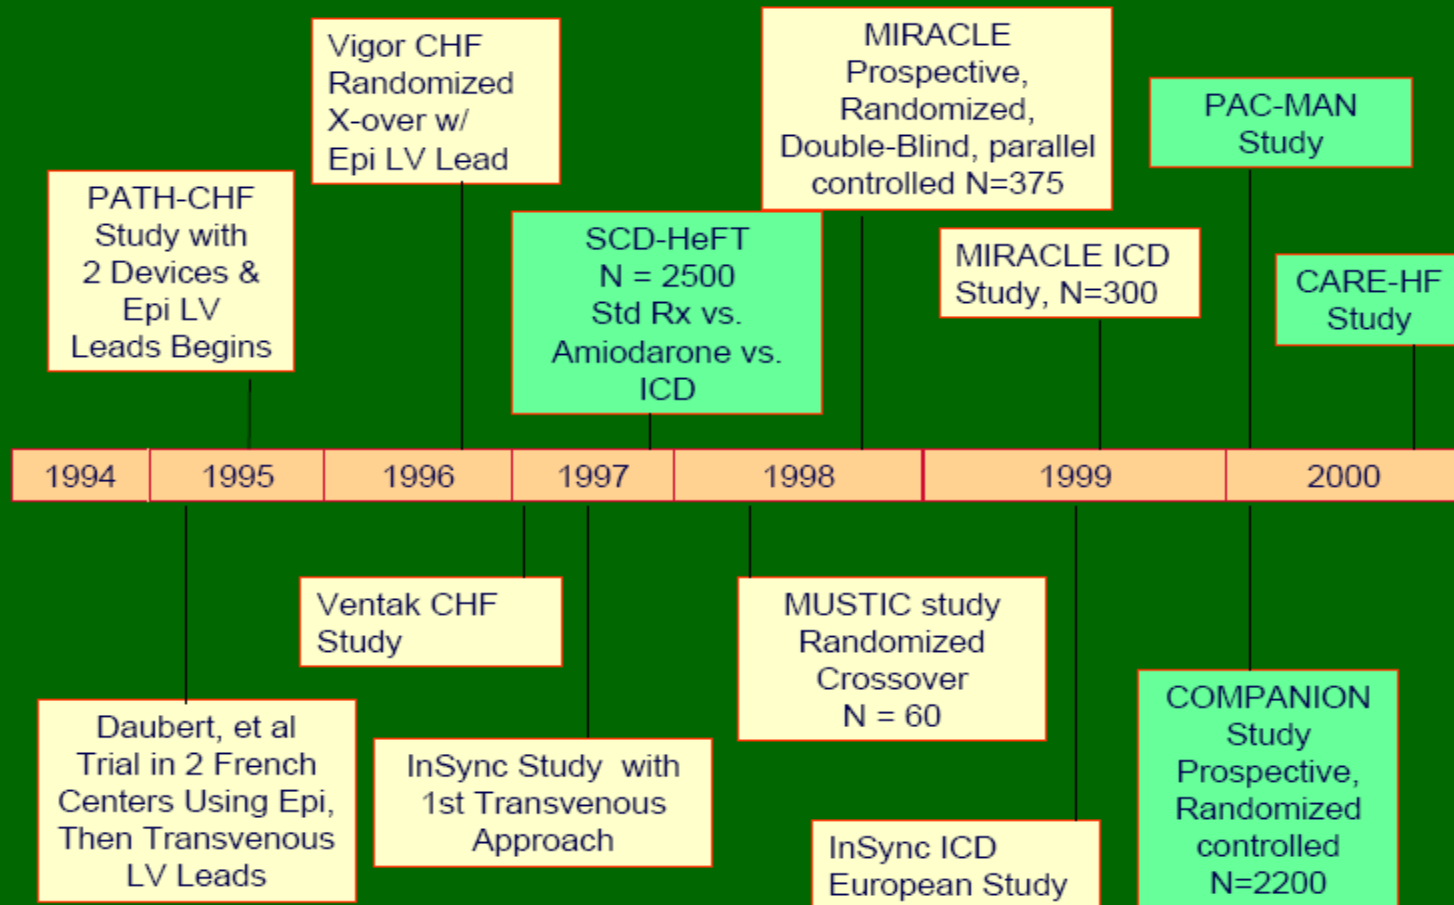 Vigor CHF
Randomized
X-over w/
Epi LV Lead
MIRACLE
Prospective,
Randomized,
Double-Blind, parallel
controlled N=375
PAC-MAN
Study
PATH-CHF
Study with
2 Devices &
Epi LV
Leads Begins
SCD-HeFT
N = 2500
Std Rx vs.
Amiodarone vs.
ICD
MIRACLE ICD
Study, N=300
CARE-HF
Study
1994 1995 1996 1997 1998 1999 2000
Ventak CHF
Study
MUSTIC study
Randomized
Crossover
N = 60
Daubert, et al
Trial in 2 French
Centers Using Epi,
Then Transvenous
LV Leads
InSync Study with
1st Transvenous
Approach
InSync ICD
European Study
COMPANION
Study
Prospective,
Randomized
controlled
N=2200